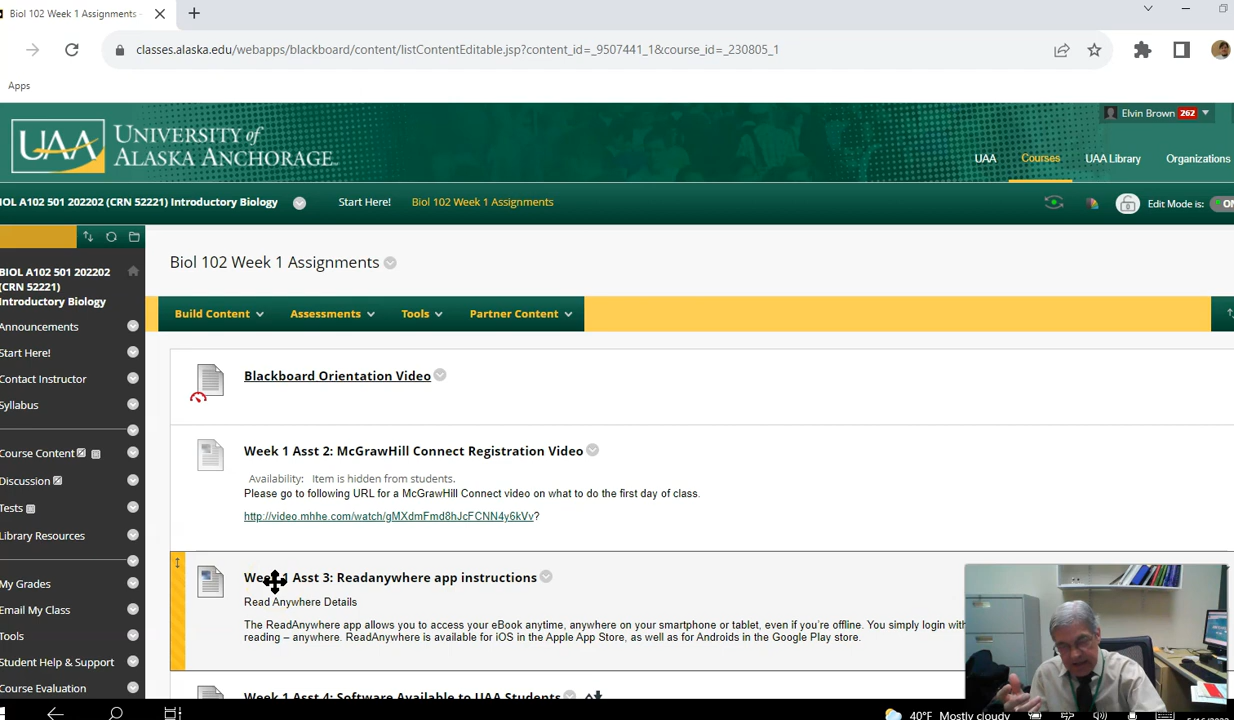 Biol 102 Week 1 Assignments -
classes.alaska.edu/webapps/blackboard/content/listContentEditable.jsp?content_id=_9507441_1&course_id=_230805_1
Apps
Elvin Brown 262
UAA UNIVERSITY of
ALASKA ANCHORAGE.
UAA Courses UAA Library Organizations
IOL A102 501 202202 (CRN 52221) Introductory Biology Start Here! Biol 102 Week 1 Assignments Edit Mode is: ON
BIOL A102 501 202202
(CRN 52221)
Introductory Biology
Announcements
Start Here!
Contact Instructor
Syllabus
Course Content
Discussion
Tests
Library Resources
My Grades
Email My Class
Tools
Student Help & Support
Course Evaluation
Biol 102 Week 1 Assignments
Build Content Assessments Tools Partner Content
Blackboard Orientation Video
Week 1 Asst 2: McGrawHill Connect Registration Video
Availability: Item is hidden from students.
Please go to following URL for a McGrawHill Connect video on what to do the first day of class.
http://video.mhhe.com/watch/gMXdmFmd8hJcFCNN4y6kVv?
Week 1 Asst 3: Readanywhere app instructions
Read Anywhere Details
The ReadAnywhere app allows you to access your eBook anytime, anywhere on your smartphone or tablet, even if you're offline. You simply login with
reading – anywhere. ReadAnywhere is available for iOS in the Apple App Store, as well as for Androids in the Google Play store.
Week 1 Asst 4: Software Available to UAA Students
40°F Mostly cloudy